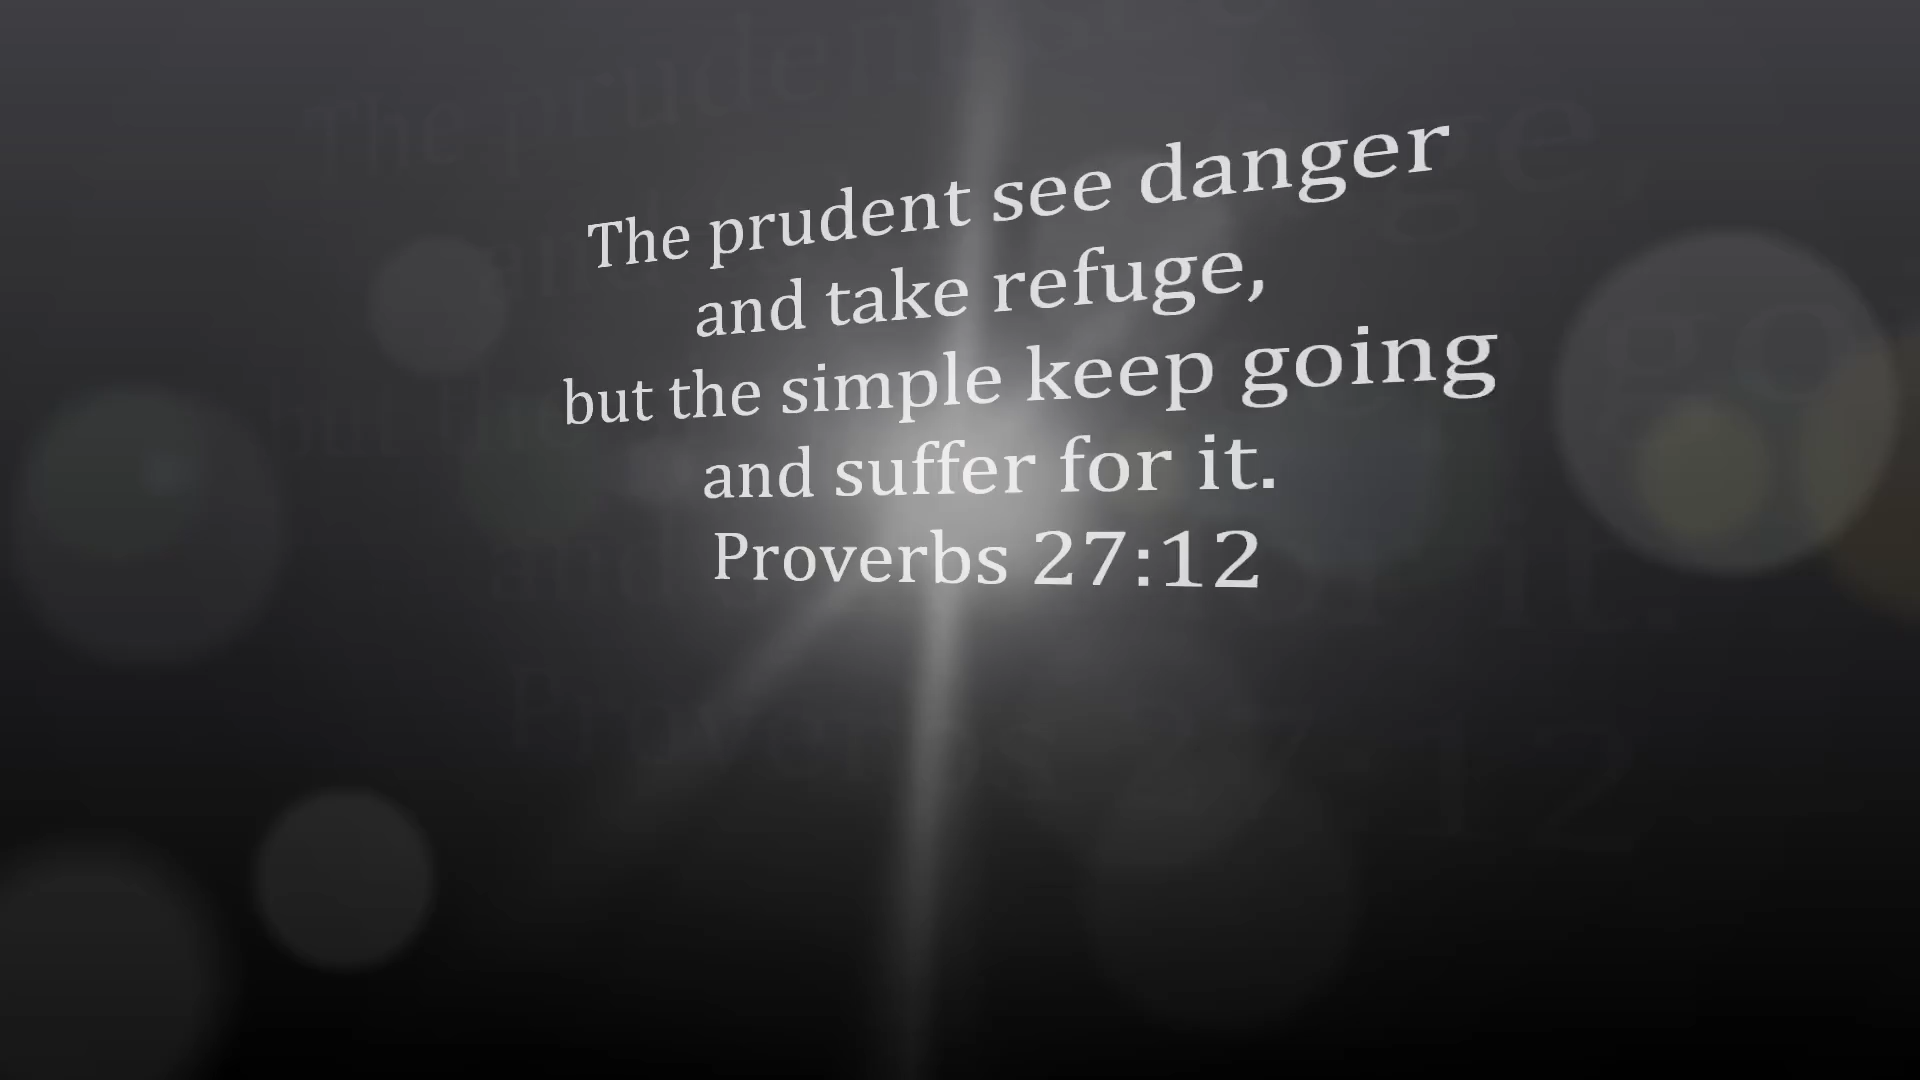 The prudent see danger
and take refuge,
but the simple keep going
and suffer for it.
Proverbs 27:12